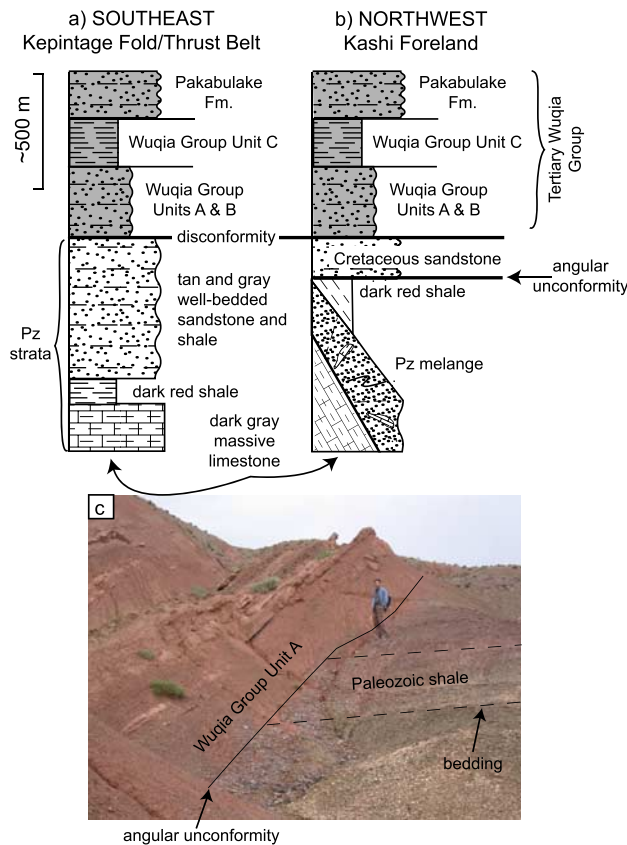 a) SOUTHEAST
Kepintage Fold/Thrust Belt
b) NORTHWEST
Kashi Foreland
~500 m
Pakabulake
Fm.
Wuqia Group Unit C
Wuqia Group
Units A & B
Pakabulake
Fm.
Wuqia Group Unit C
Wuqia Group
Units A & B
Tertiary Wuqia
Group
disconformity
Pz
strata
tan and gray
well-bedded
sandstone and
shale
dark red shale
dark gray
massive
limestone
Cretaceous sandstone
angular
unconformity
dark red shale
Pz melange
c
Wuqia Group Unit A
Paleozoic shale
bedding
angular unconformity